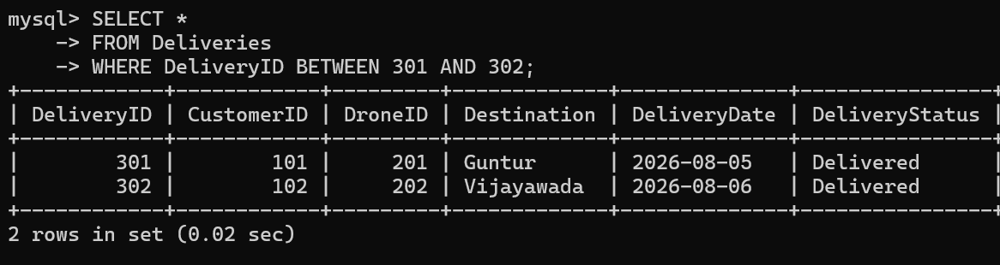 mysql> SELECT *
    -> FROM Deliveries
    -> WHERE DeliveryID BETWEEN 301 AND 302;
+------------+------------+---------+-------------+--------------+----------------+
| DeliveryID | CustomerID | DroneID | Destination | DeliveryDate | DeliveryStatus |
+------------+------------+---------+-------------+--------------+----------------+
|        301 |        101 |     201 | Guntur      | 2026-08-05   | Delivered      |
|        302 |        102 |     202 | Vijayawada  | 2026-08-06   | Delivered      |
+------------+------------+---------+-------------+--------------+----------------+
2 rows in set (0.02 sec)